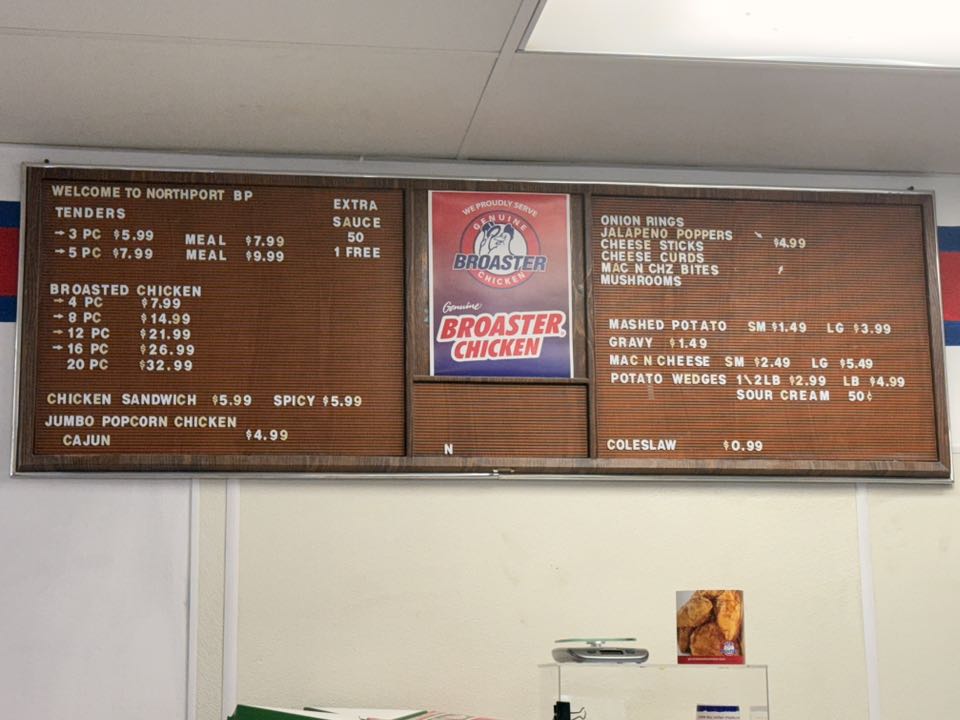 WELCOME TO NORTHPORT BP
TENDERS
3 PC $5.99 MEAL $7.99
5 PC $7.99 MEAL $9.99
EXTRA
SAUCE
50
1 FREE
BROASTED CHICKEN
4 PC $7.99
8 PC $14.99
12 PC $21.99
16 PC $26.99
20 PC $32.99
CHICKEN SANDWICH $5.99 SPICY $5.99
JUMBO POPCORN CHICKEN
CAJUN $4.99
WE PROUDLY SERVE
GENUINE
BROASTER
CHICKEN
Genuine
BROASTER
CHICKEN
N
ONION RINGS
JALAPENO POPPERS
CHEESE STICKS $4.99
CHEESE CURDS
MAC N CHZ BITES
MUSHROOMS
MASHED POTATO SM $1.49 LG $3.99
GRAVY $1.49
MAC N CHEESE SM $2.49 LG $5.49
POTATO WEDGES 1\2LB $2.99 LB $4.99
SOUR CREAM 50¢
COLESLAW $0.99